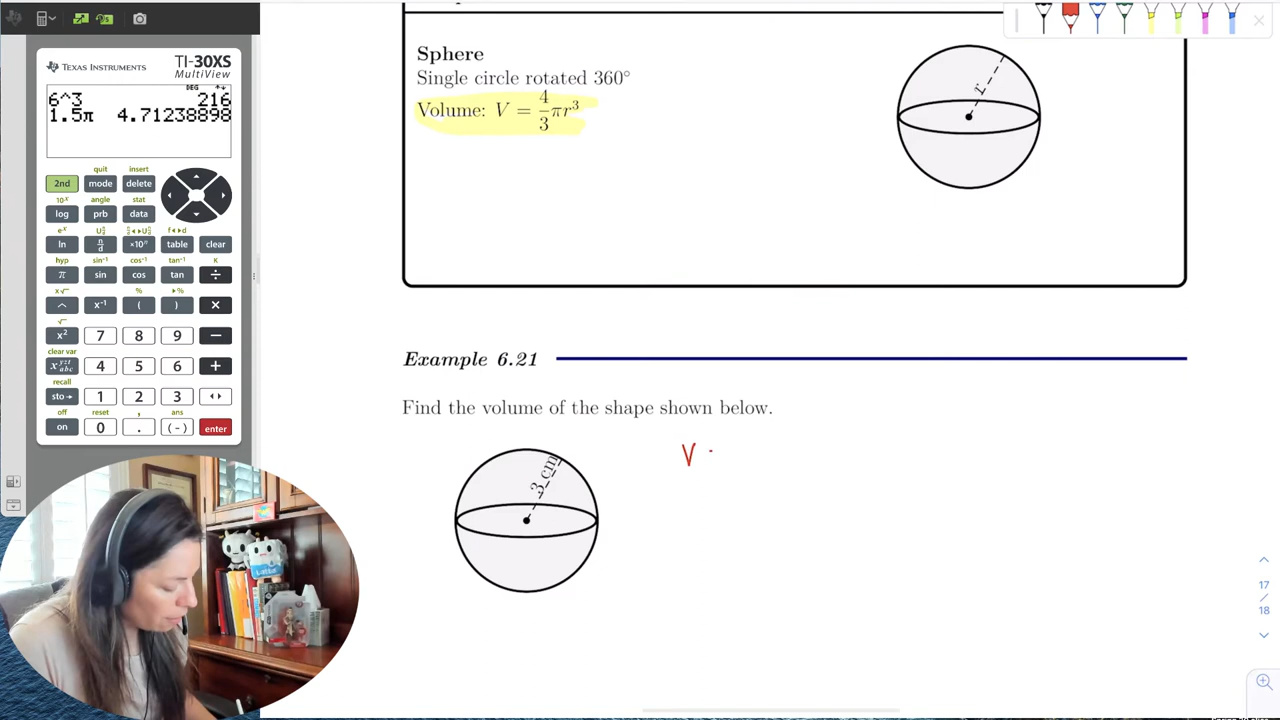 TEXAS INSTRUMENTS
TI-30XS
MultiView
DEG
6^3 216
1.5π 4.71238898
quit insert
2nd mode delete
10ˣ angle stat
log prb data
eˣ f◄►d
ln n/d ×10ⁿ table clear
hyp sin⁻¹ cos⁻¹ tan⁻¹ K
π sin cos tan ÷
x√ % ►%
^ x⁻¹ ( ) ×
√
x² 7 8 9 −
clear var
x yzt abc 4 5 6 +
recall
sto→ 1 2 3 ◄►
off reset , ans
on 0 . (-) enter
Sphere
Single circle rotated 360°
Volume: V = 4/3 πr³
r
Example 6.21
Find the volume of the shape shown below.
3 cm
V
Latte
17
/
18